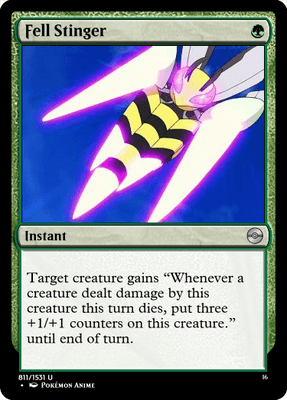 Fell Stinger
Instant
Target creature gains “Whenever a
creature dealt damage by this
creature this turn dies, put three
+1/+1 counters on this creature.”
until end of turn.
811/1531 U
16
• Pokémon Anime